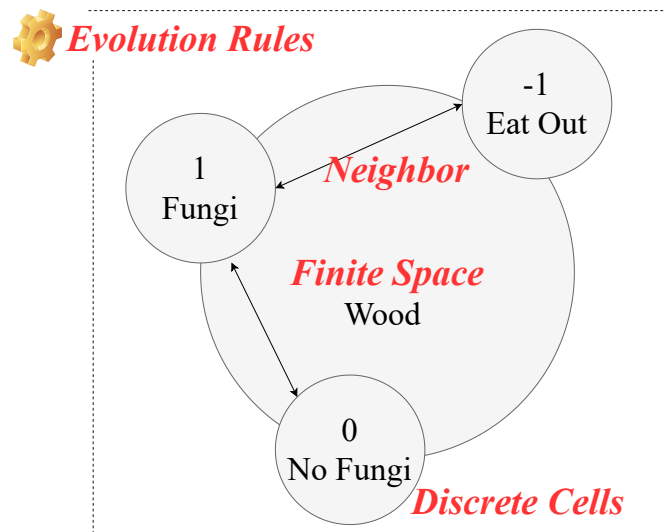 Evolution Rules
-1
Eat Out
1
Fungi
Neighbor
Finite Space
Wood
0
No Fungi
Discrete Cells